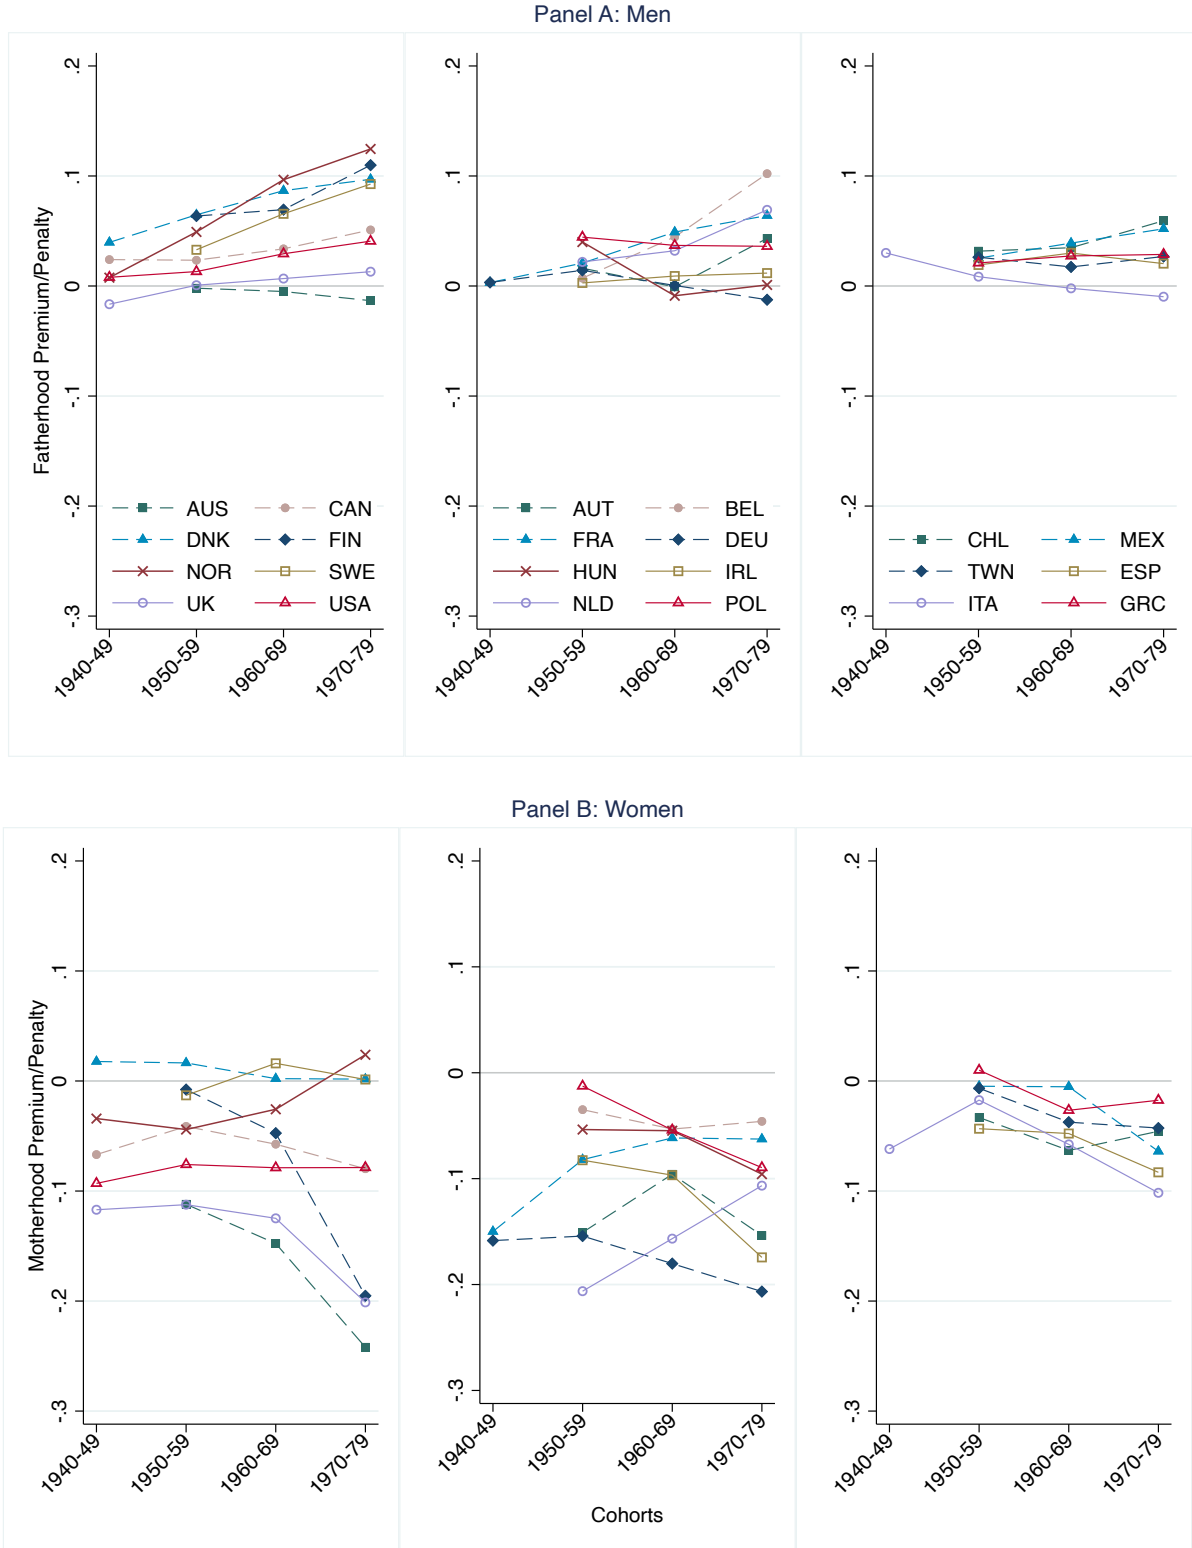 Panel A: Men
Fatherhood Premium/Penalty
.2
.1
0
-.1
-.2
-.3
AUS CAN
DNK FIN
NOR SWE
UK USA
1940-49 1950-59 1960-69 1970-79
.2
.1
0
-.1
-.2
-.3
AUT BEL
FRA DEU
HUN IRL
NLD POL
1940-49 1950-59 1960-69 1970-79
.2
.1
0
-.1
-.2
-.3
CHL MEX
TWN ESP
ITA GRC
1940-49 1950-59 1960-69 1970-79
Panel B: Women
Motherhood Premium/Penalty
.2
.1
0
-.1
-.2
-.3
1940-49 1950-59 1960-69 1970-79
.2
.1
0
-.1
-.2
-.3
1940-49 1950-59 1960-69 1970-79
.2
.1
0
-.1
-.2
-.3
1940-49 1950-59 1960-69 1970-79
Cohorts